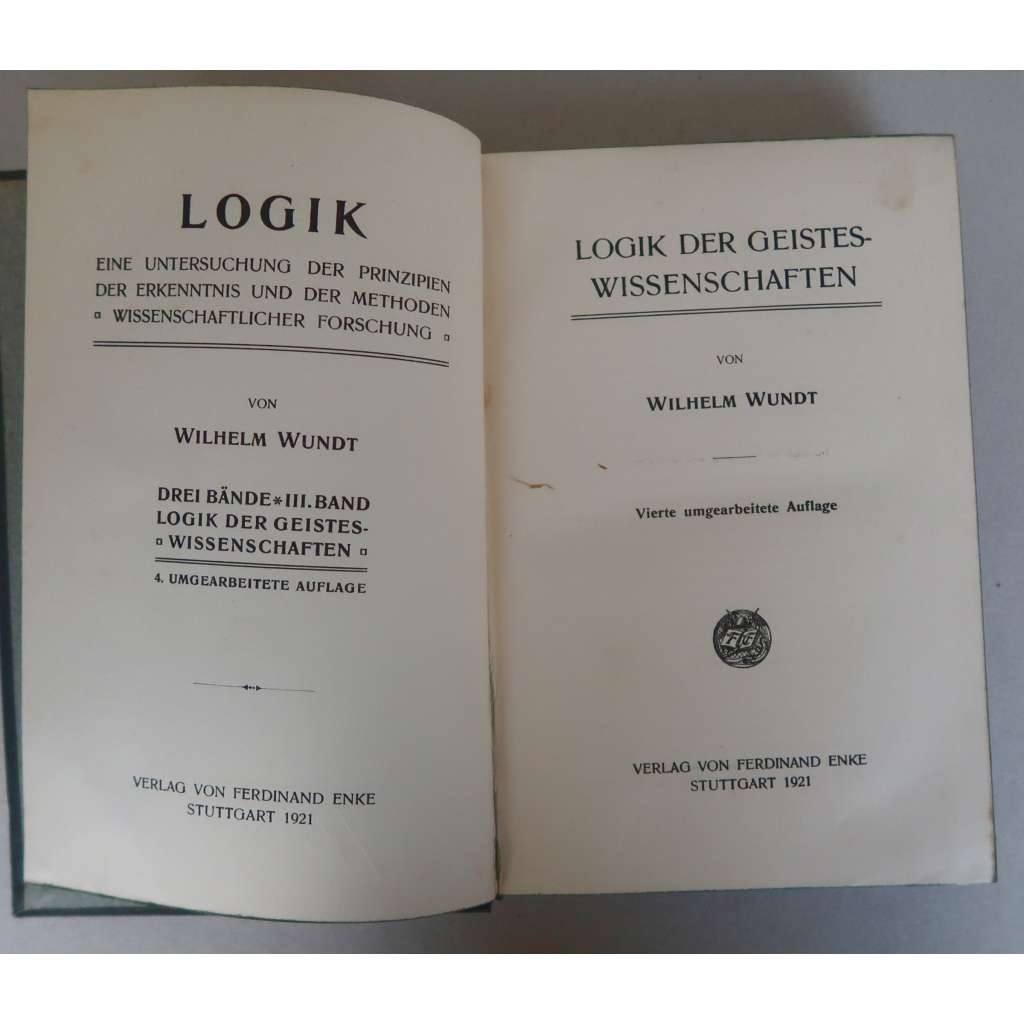 LOGIK
EINE UNTERSUCHUNG DER PRINZIPIEN
DER ERKENNTNIS UND DER METHODEN
WISSENSCHAFTLICHER FORSCHUNG
VON
WILHELM WUNDT
DREI BÄNDE * III. BAND
LOGIK DER GEISTES-
WISSENSCHAFTEN
4. UMGEARBEITETE AUFLAGE
VERLAG VON FERDINAND ENKE
STUTTGART 1921
LOGIK DER GEISTES-
WISSENSCHAFTEN
VON
WILHELM WUNDT
Vierte umgearbeitete Auflage
FE
VERLAG VON FERDINAND ENKE
STUTTGART 1921